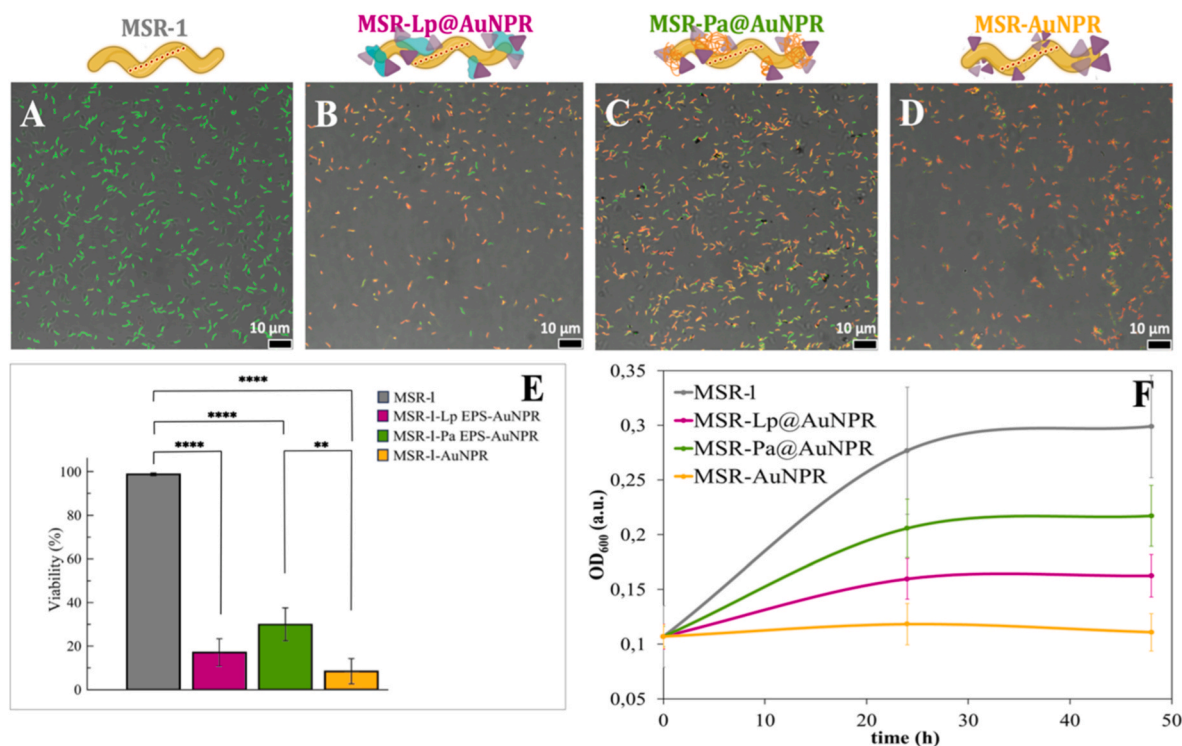 MSR-1
MSR-Lp@AuNPR
MSR-Pa@AuNPR
MSR-AuNPR
A
B
C
D
10 µm
10 µm
10 µm
10 µm
E
****
****
****
**
MSR-l
MSR-l-Lp EPS-AuNPR
MSR-l-Pa EPS-AuNPR
MSR-l-AuNPR
Viability (%)
100
80
60
40
20
0
F
MSR-l
MSR-Lp@AuNPR
MSR-Pa@AuNPR
MSR-AuNPR
OD600 (a.u.)
0,35
0,3
0,25
0,2
0,15
0,1
0,05
0
10
20
30
40
50
time (h)